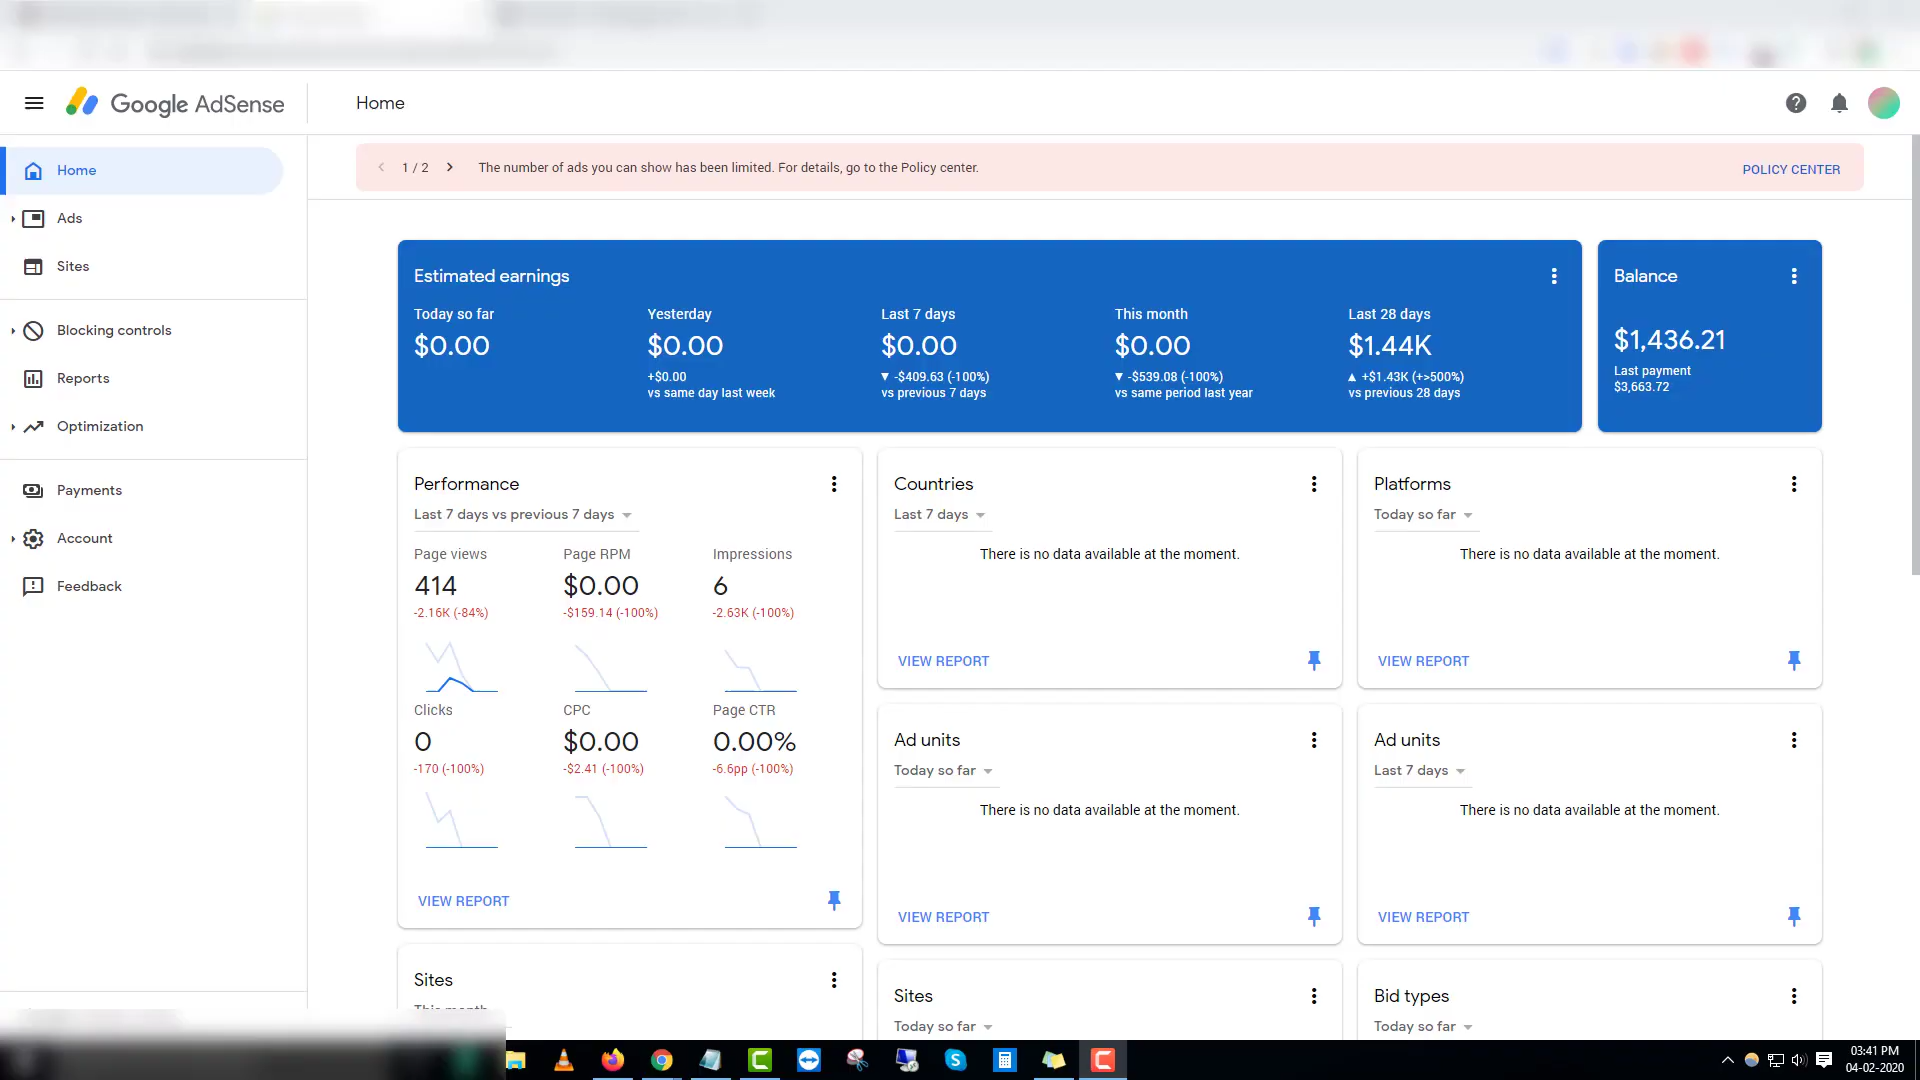 Google AdSense
Home
Home
Ads
Sites
Blocking controls
Reports
Optimization
Payments
Account
Feedback
1 / 2
The number of ads you can show has been limited. For details, go to the Policy center.
POLICY CENTER
Estimated earnings
Today so far
$0.00
Yesterday
$0.00
+$0.00
vs same day last week
Last 7 days
$0.00
▼ -$409.63 (-100%)
vs previous 7 days
This month
$0.00
▼ -$539.08 (-100%)
vs same period last year
Last 28 days
$1.44K
▲ +$1.43K (+>500%)
vs previous 28 days
Balance
$1,436.21
Last payment
$3,663.72
Performance
Last 7 days vs previous 7 days
Page views
414
-2.16K (-84%)
Page RPM
$0.00
-$159.14 (-100%)
Impressions
6
-2.63K (-100%)
Clicks
0
-170 (-100%)
CPC
$0.00
-$2.41 (-100%)
Page CTR
0.00%
-6.6pp (-100%)
VIEW REPORT
Countries
Last 7 days
There is no data available at the moment.
VIEW REPORT
Platforms
Today so far
There is no data available at the moment.
VIEW REPORT
Ad units
Today so far
There is no data available at the moment.
VIEW REPORT
Ad units
Last 7 days
There is no data available at the moment.
VIEW REPORT
Sites
This month
Sites
Today so far
Bid types
Today so far
03:41 PM
04-02-2020